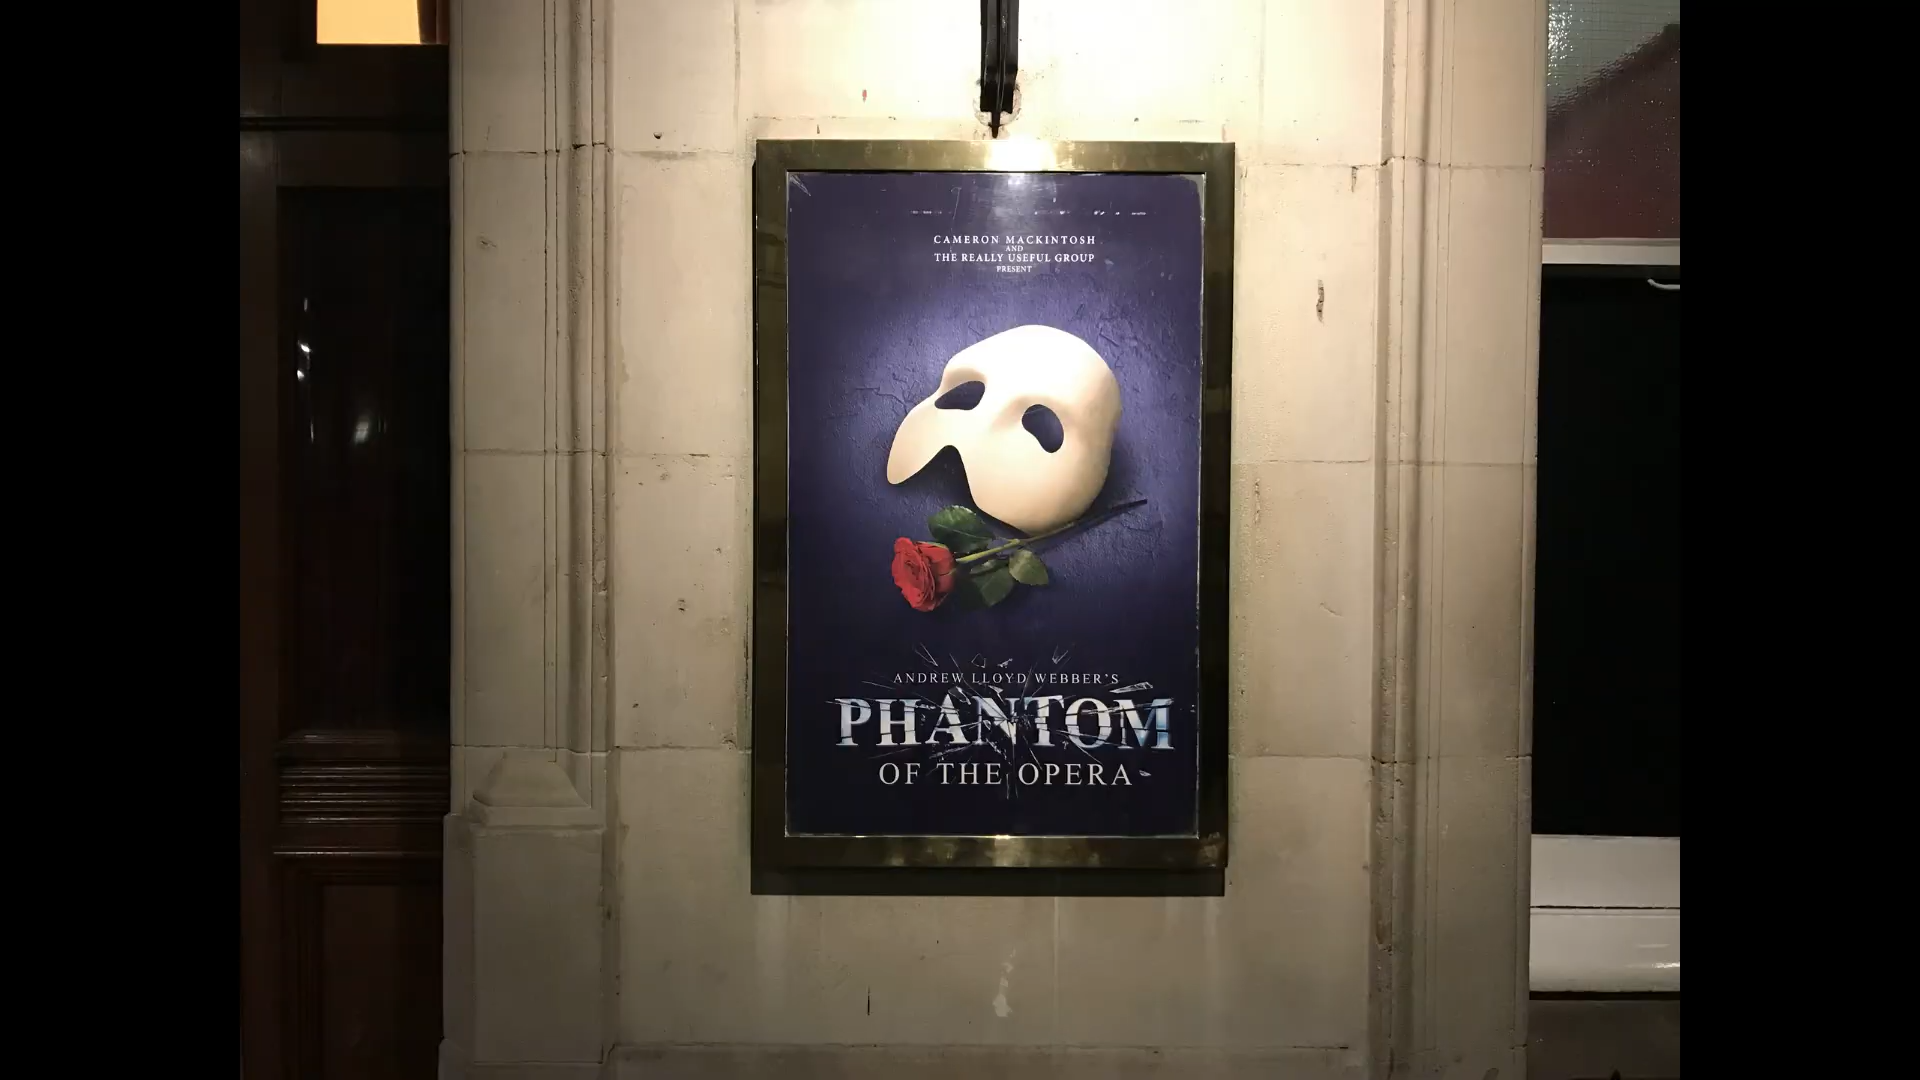 CAMERON MACKINTOSH
AND
THE REALLY USEFUL GROUP
PRESENT
ANDREW LLOYD WEBBER'S
PHANTOM
OF THE OPERA